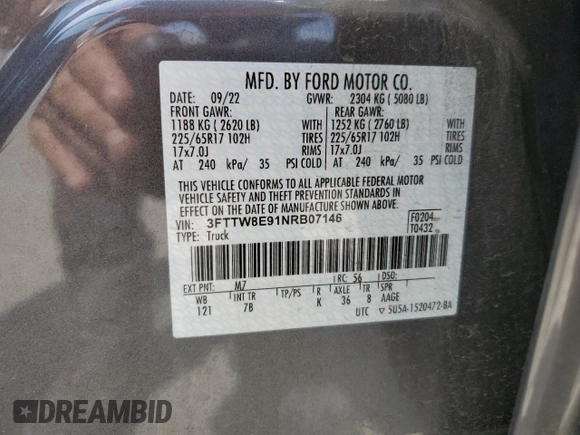 MFD. BY FORD MOTOR CO.
DATE: 09/22 GVWR: 2304 KG ( 5080 LB)
FRONT GAWR: REAR GAWR:
1188 KG ( 2620 LB) WITH 1252 KG ( 2760 LB) WITH
225/65R17 102H TIRES 225/65R17 102H TIRES
17x7.0J RIMS 17x7.0J RIMS
AT 240 kPa/ 35 PSI COLD AT 240 kPa/ 35 PSI COLD
THIS VEHICLE CONFORMS TO ALL APPLICABLE FEDERAL MOTOR
VEHICLE SAFETY AND THEFT PREVENTION STANDARDS IN
EFFECT ON THE DATE OF MANUFACTURE SHOWN ABOVE.
VIN: 3FTTW8E91NRB07146 F0204
TYPE: Truck T0432
EXT PNT: M7 RC: 56 DSO:
WB INT TR TP/PS R AXLE TR SPR
121 7B K 36 8 AAGE
UTC ▽ 5U5A-1520472-BA
DREAMBID